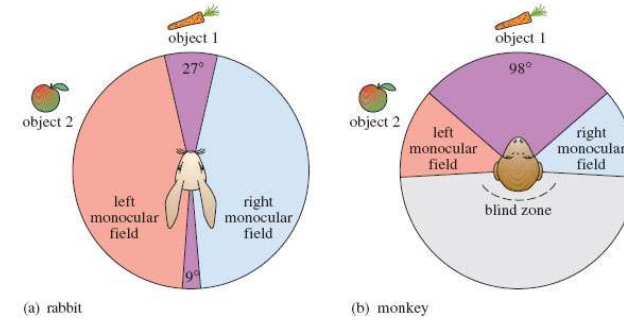 object 1
27°
object 2
left
monocular
field
right
monocular
field
9°
(a) rabbit
object 1
98°
object 2
left
monocular
field
right
monocular
field
blind zone
(b) monkey